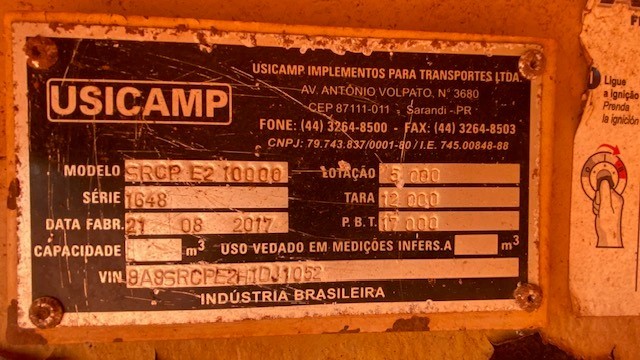 USICAMP
USICAMP IMPLEMENTOS PARA TRANSPORTES LTDA.
AV. ANTÔNIO VOLPATO, N° 3680
CEP 87111-011 - Sarandi - PR
FONE: (44) 3264-8500 - FAX: (44) 3264-8503
CNPJ: 79.743.837/0001-80 / I.E. 745.00848-88
MODELO SRCP E2 10000 LOTAÇÃO 5 000
SÉRIE 1648 TARA 12 000
DATA FABR. 21 08 2017 P.B.T. 17 000
CAPACIDADE m³ USO VEDADO EM MEDIÇÕES INFERS.A m³
VIN 9A9SRCPE2H1DJ1052
INDÚSTRIA BRASILEIRA
Ligue
a ignição
Prenda
la ignición